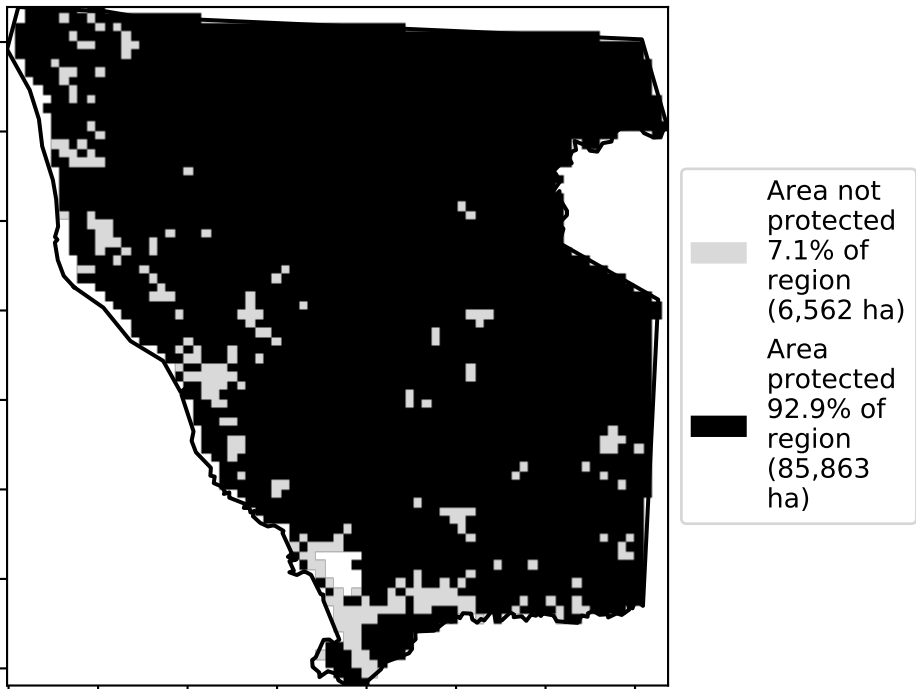 Area not
protected
7.1% of
region
(6,562 ha)
Area
protected
92.9% of
region
(85,863
ha)